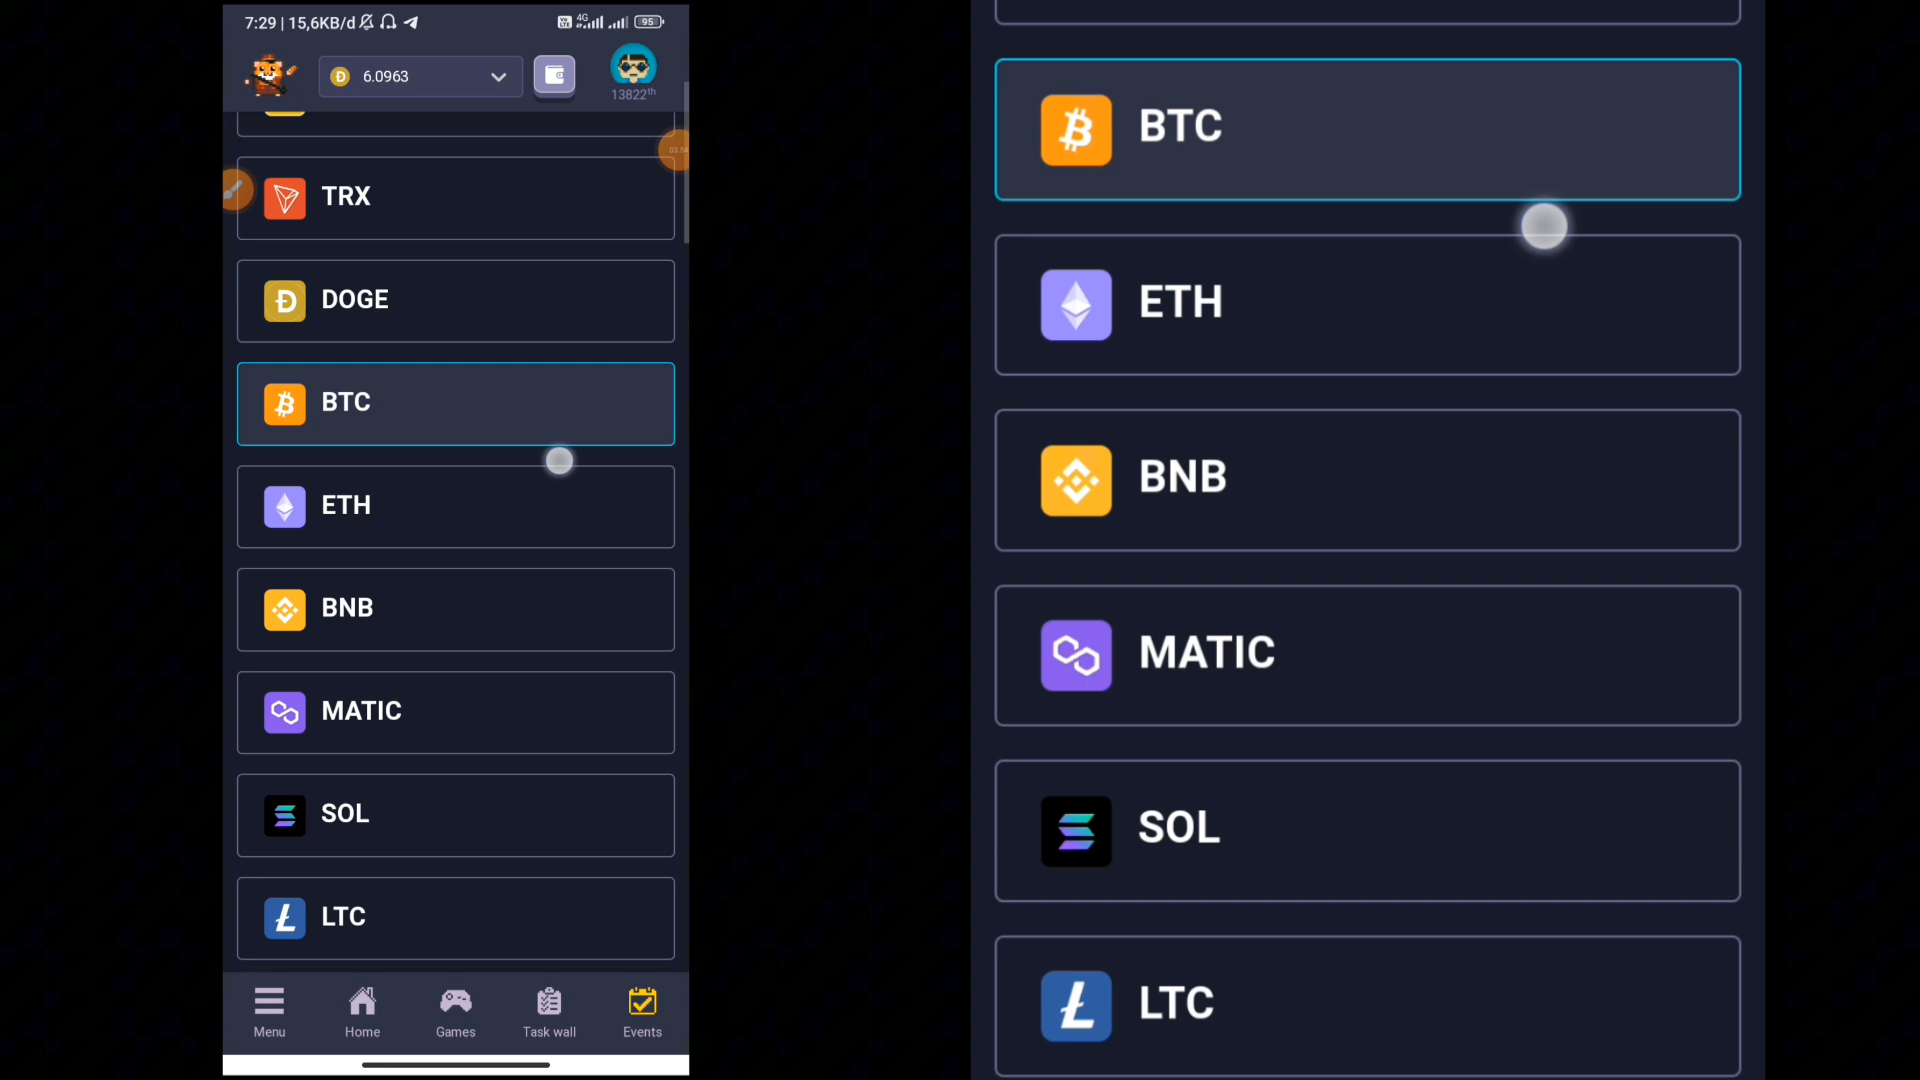 7:29 | 15,6KB/d
4G
95
6.0963
13822th
TRX
DOGE
BTC
ETH
BNB
MATIC
SOL
LTC
Menu
Home
Games
Task wall
Events
BTC
ETH
BNB
MATIC
SOL
LTC